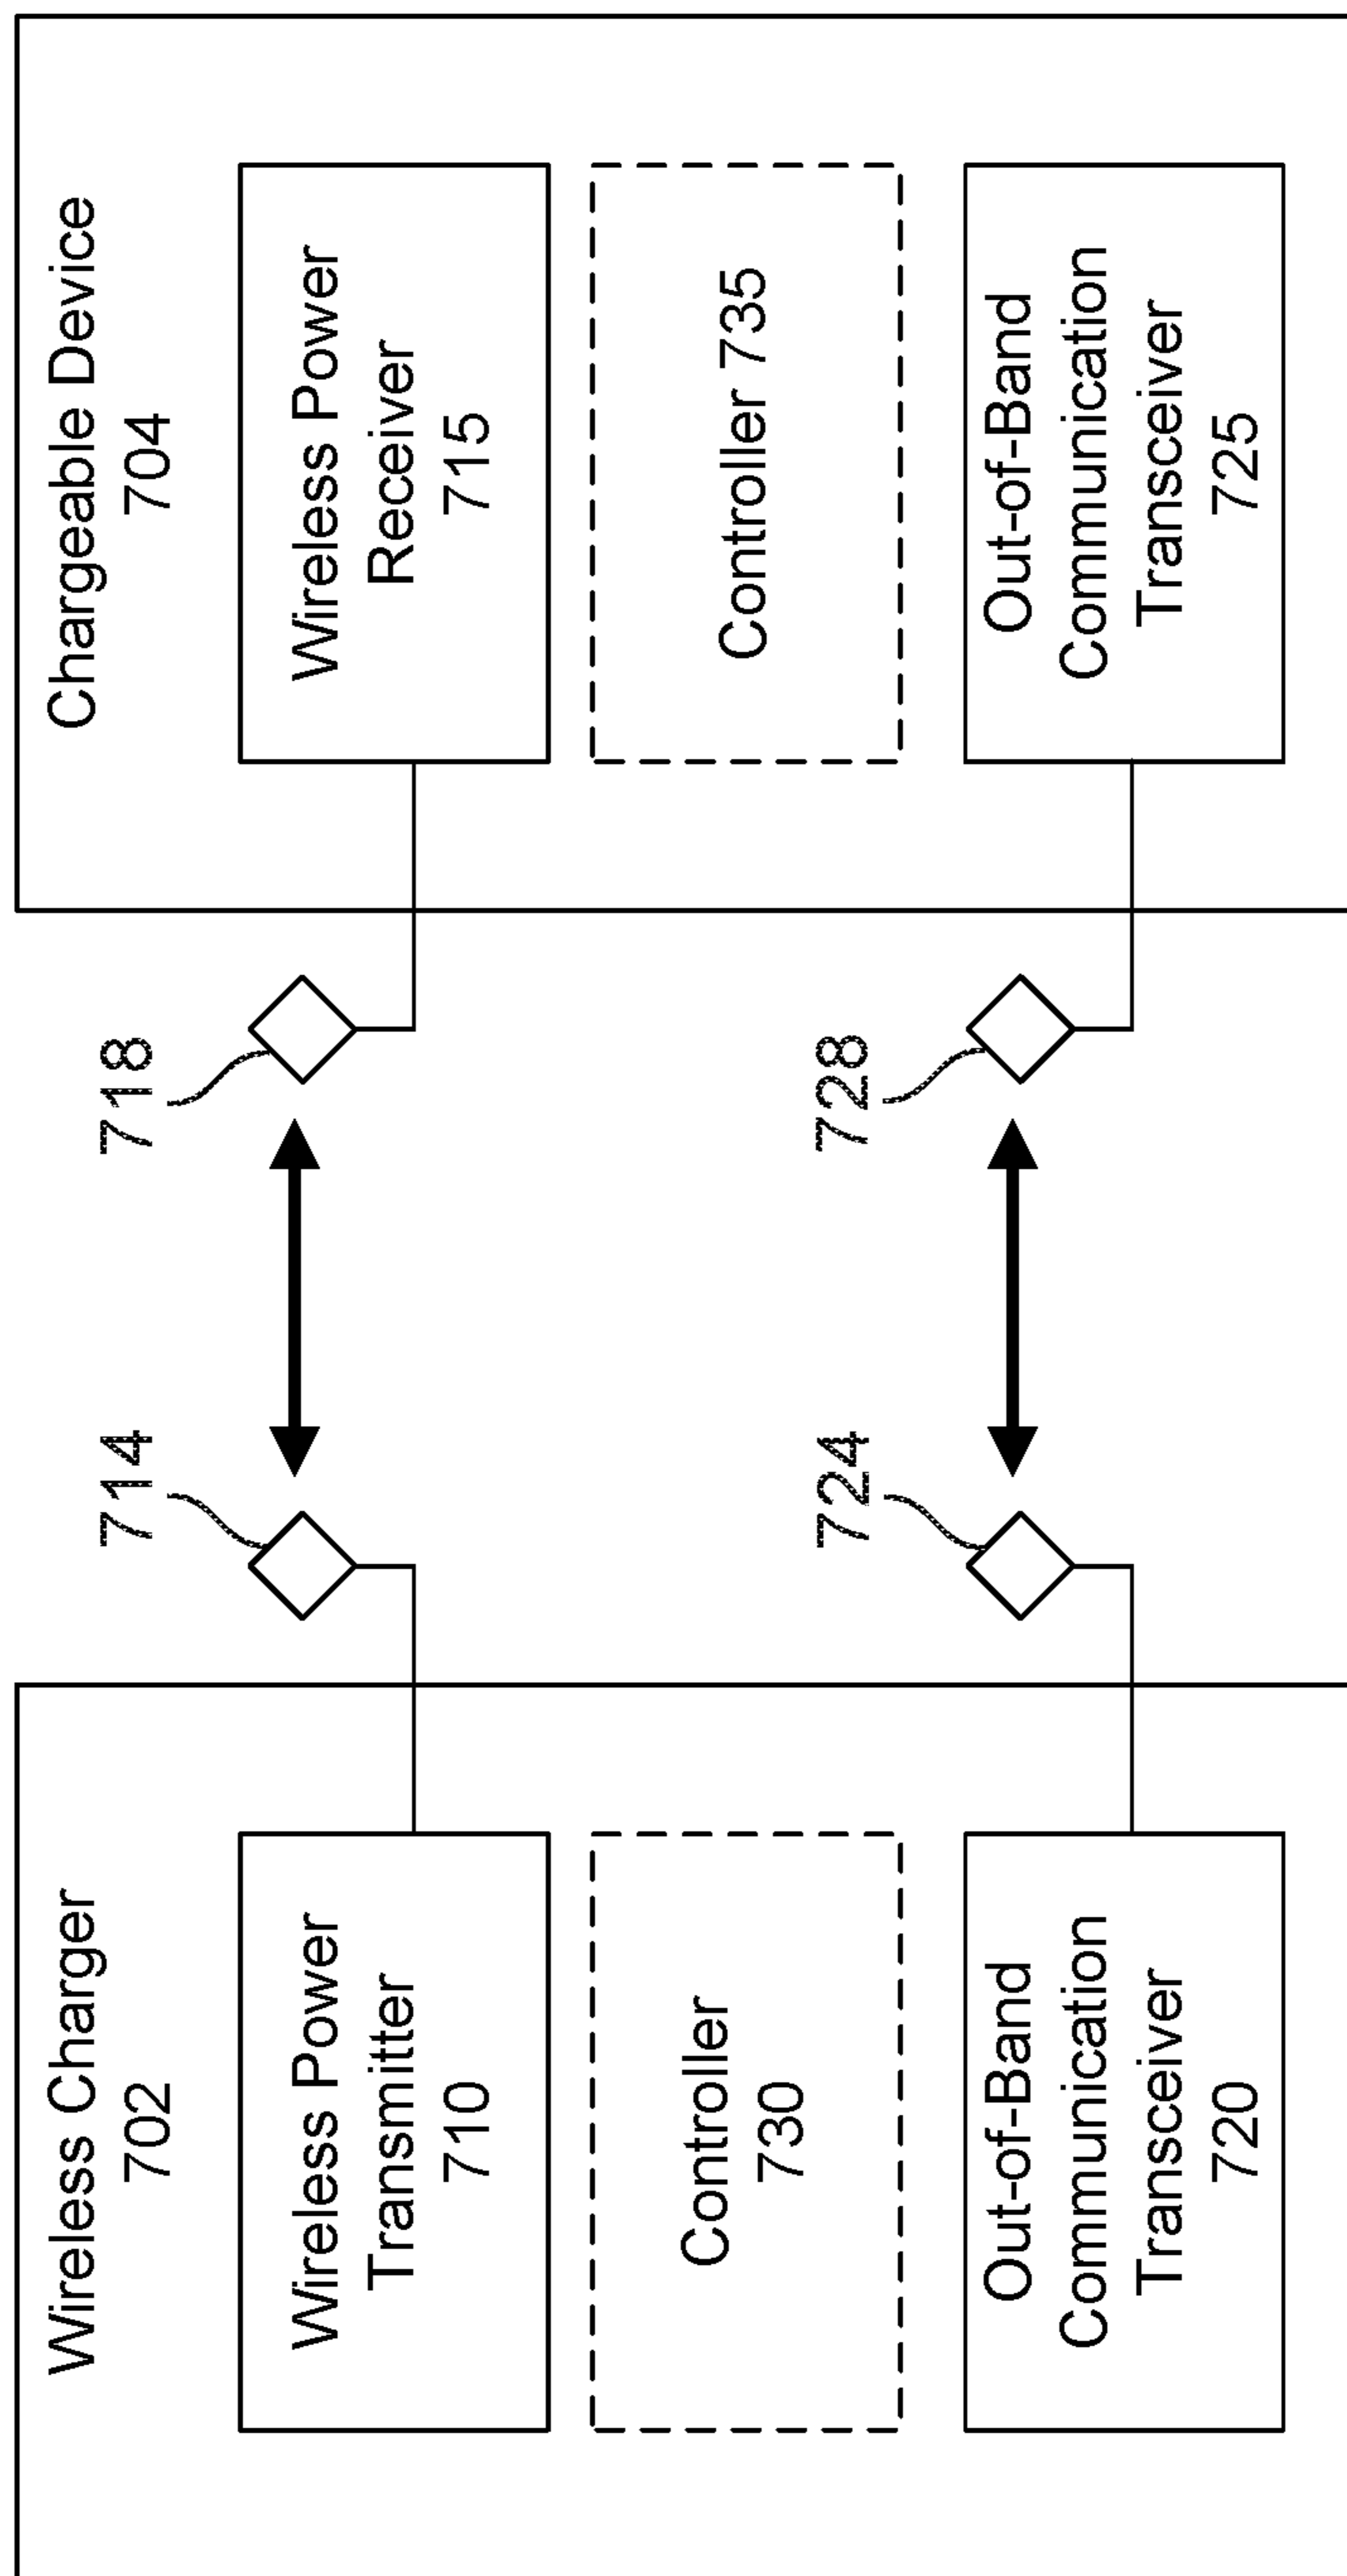 Wireless Charger
702
Wireless Power
Transmitter
710
Controller
730
Out-of-Band
Communication
Transceiver
720
714
718
724
728
Chargeable Device
704
Wireless Power
Receiver
715
Controller 735
Out-of-Band
Communication
Transceiver
725